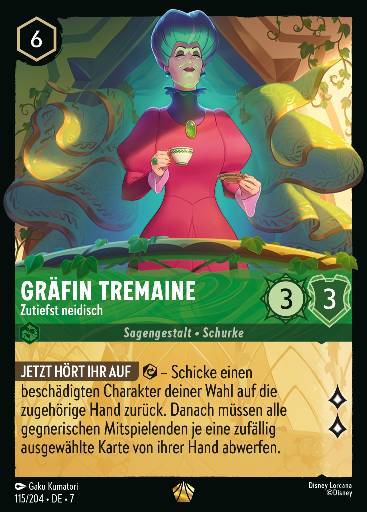 6
GRÄFIN TREMAINE
Zutiefst neidisch
3
3
Sagengestalt • Schurke
JETZT HÖRT IHR AUF – Schicke einen
beschädigten Charakter deiner Wahl auf die
zugehörige Hand zurück. Danach müssen alle
gegnerischen Mitspielenden je eine zufällig
ausgewählte Karte von ihrer Hand abwerfen.
Gaku Kumatori
115/204 • DE • 7
Disney Lorcana
©Disney